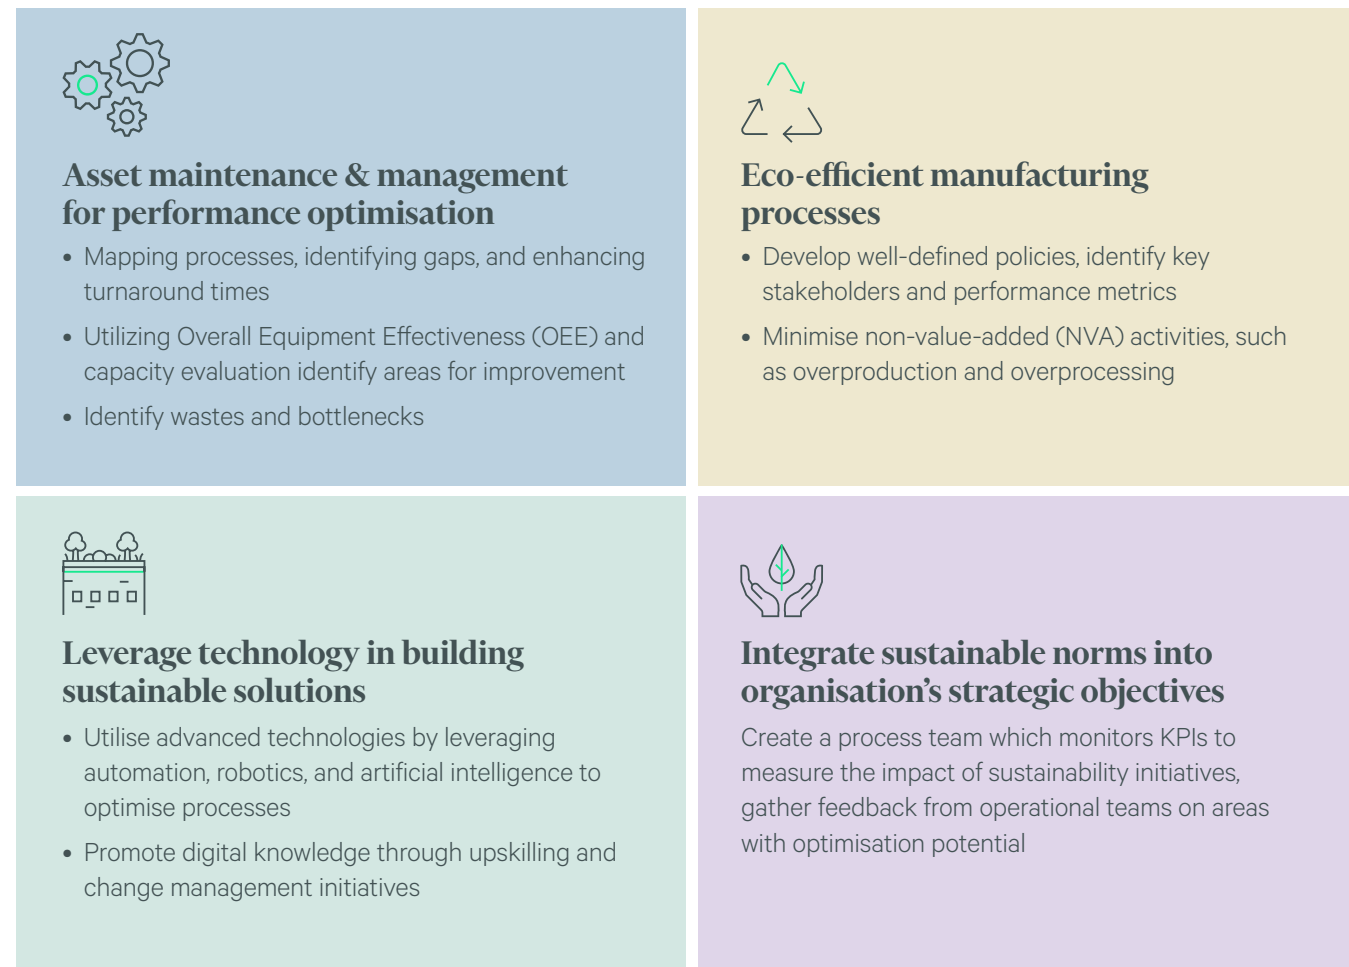 Asset maintenance & management
for performance optimisation
• Mapping processes, identifying gaps, and enhancing
turnaround times
• Utilizing Overall Equipment Effectiveness (OEE) and
capacity evaluation identify areas for improvement
• Identify wastes and bottlenecks
Eco-efficient manufacturing
processes
• Develop well-defined policies, identify key
stakeholders and performance metrics
• Minimise non-value-added (NVA) activities, such
as overproduction and overprocessing
Leverage technology in building
sustainable solutions
• Utilise advanced technologies by leveraging
automation, robotics, and artificial intelligence to
optimise processes
• Promote digital knowledge through upskilling and
change management initiatives
Integrate sustainable norms into
organisation’s strategic objectives
Create a process team which monitors KPIs to
measure the impact of sustainability initiatives,
gather feedback from operational teams on areas
with optimisation potential